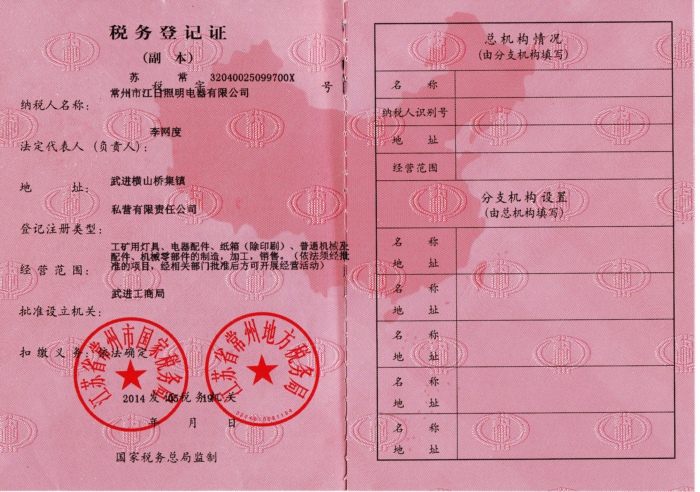 税务登记证
(副 本)
苏 常 32040025099700X
税 字 号
纳税人名称:
常州市江日照明电器有限公司
法定代表人(负责人):
李网度
地 址:
武进横山桥集镇
登记注册类型:
私营有限责任公司
经营范围:
工矿用灯具、电器配件、纸箱(除印刷)、普通机械及
配件、机械零部件的制造,加工,销售。(依法须经批
准的项目,经相关部门批准后方可开展经营活动)
批准设立机关:
武进工商局
扣缴义务:依法确定
江苏省常州市国家税务局
江苏省常州地方税务局
发 税务机关
2014 05 19
年 月 日
国家税务总局监制
总机构情况
(由分支机构填写)
名 称
纳税人识别号
地 址
经营范围
分支机构设置
(由总机构填写)
名 称
地 址
名 称
地 址
名 称
地 址
名 称
地 址